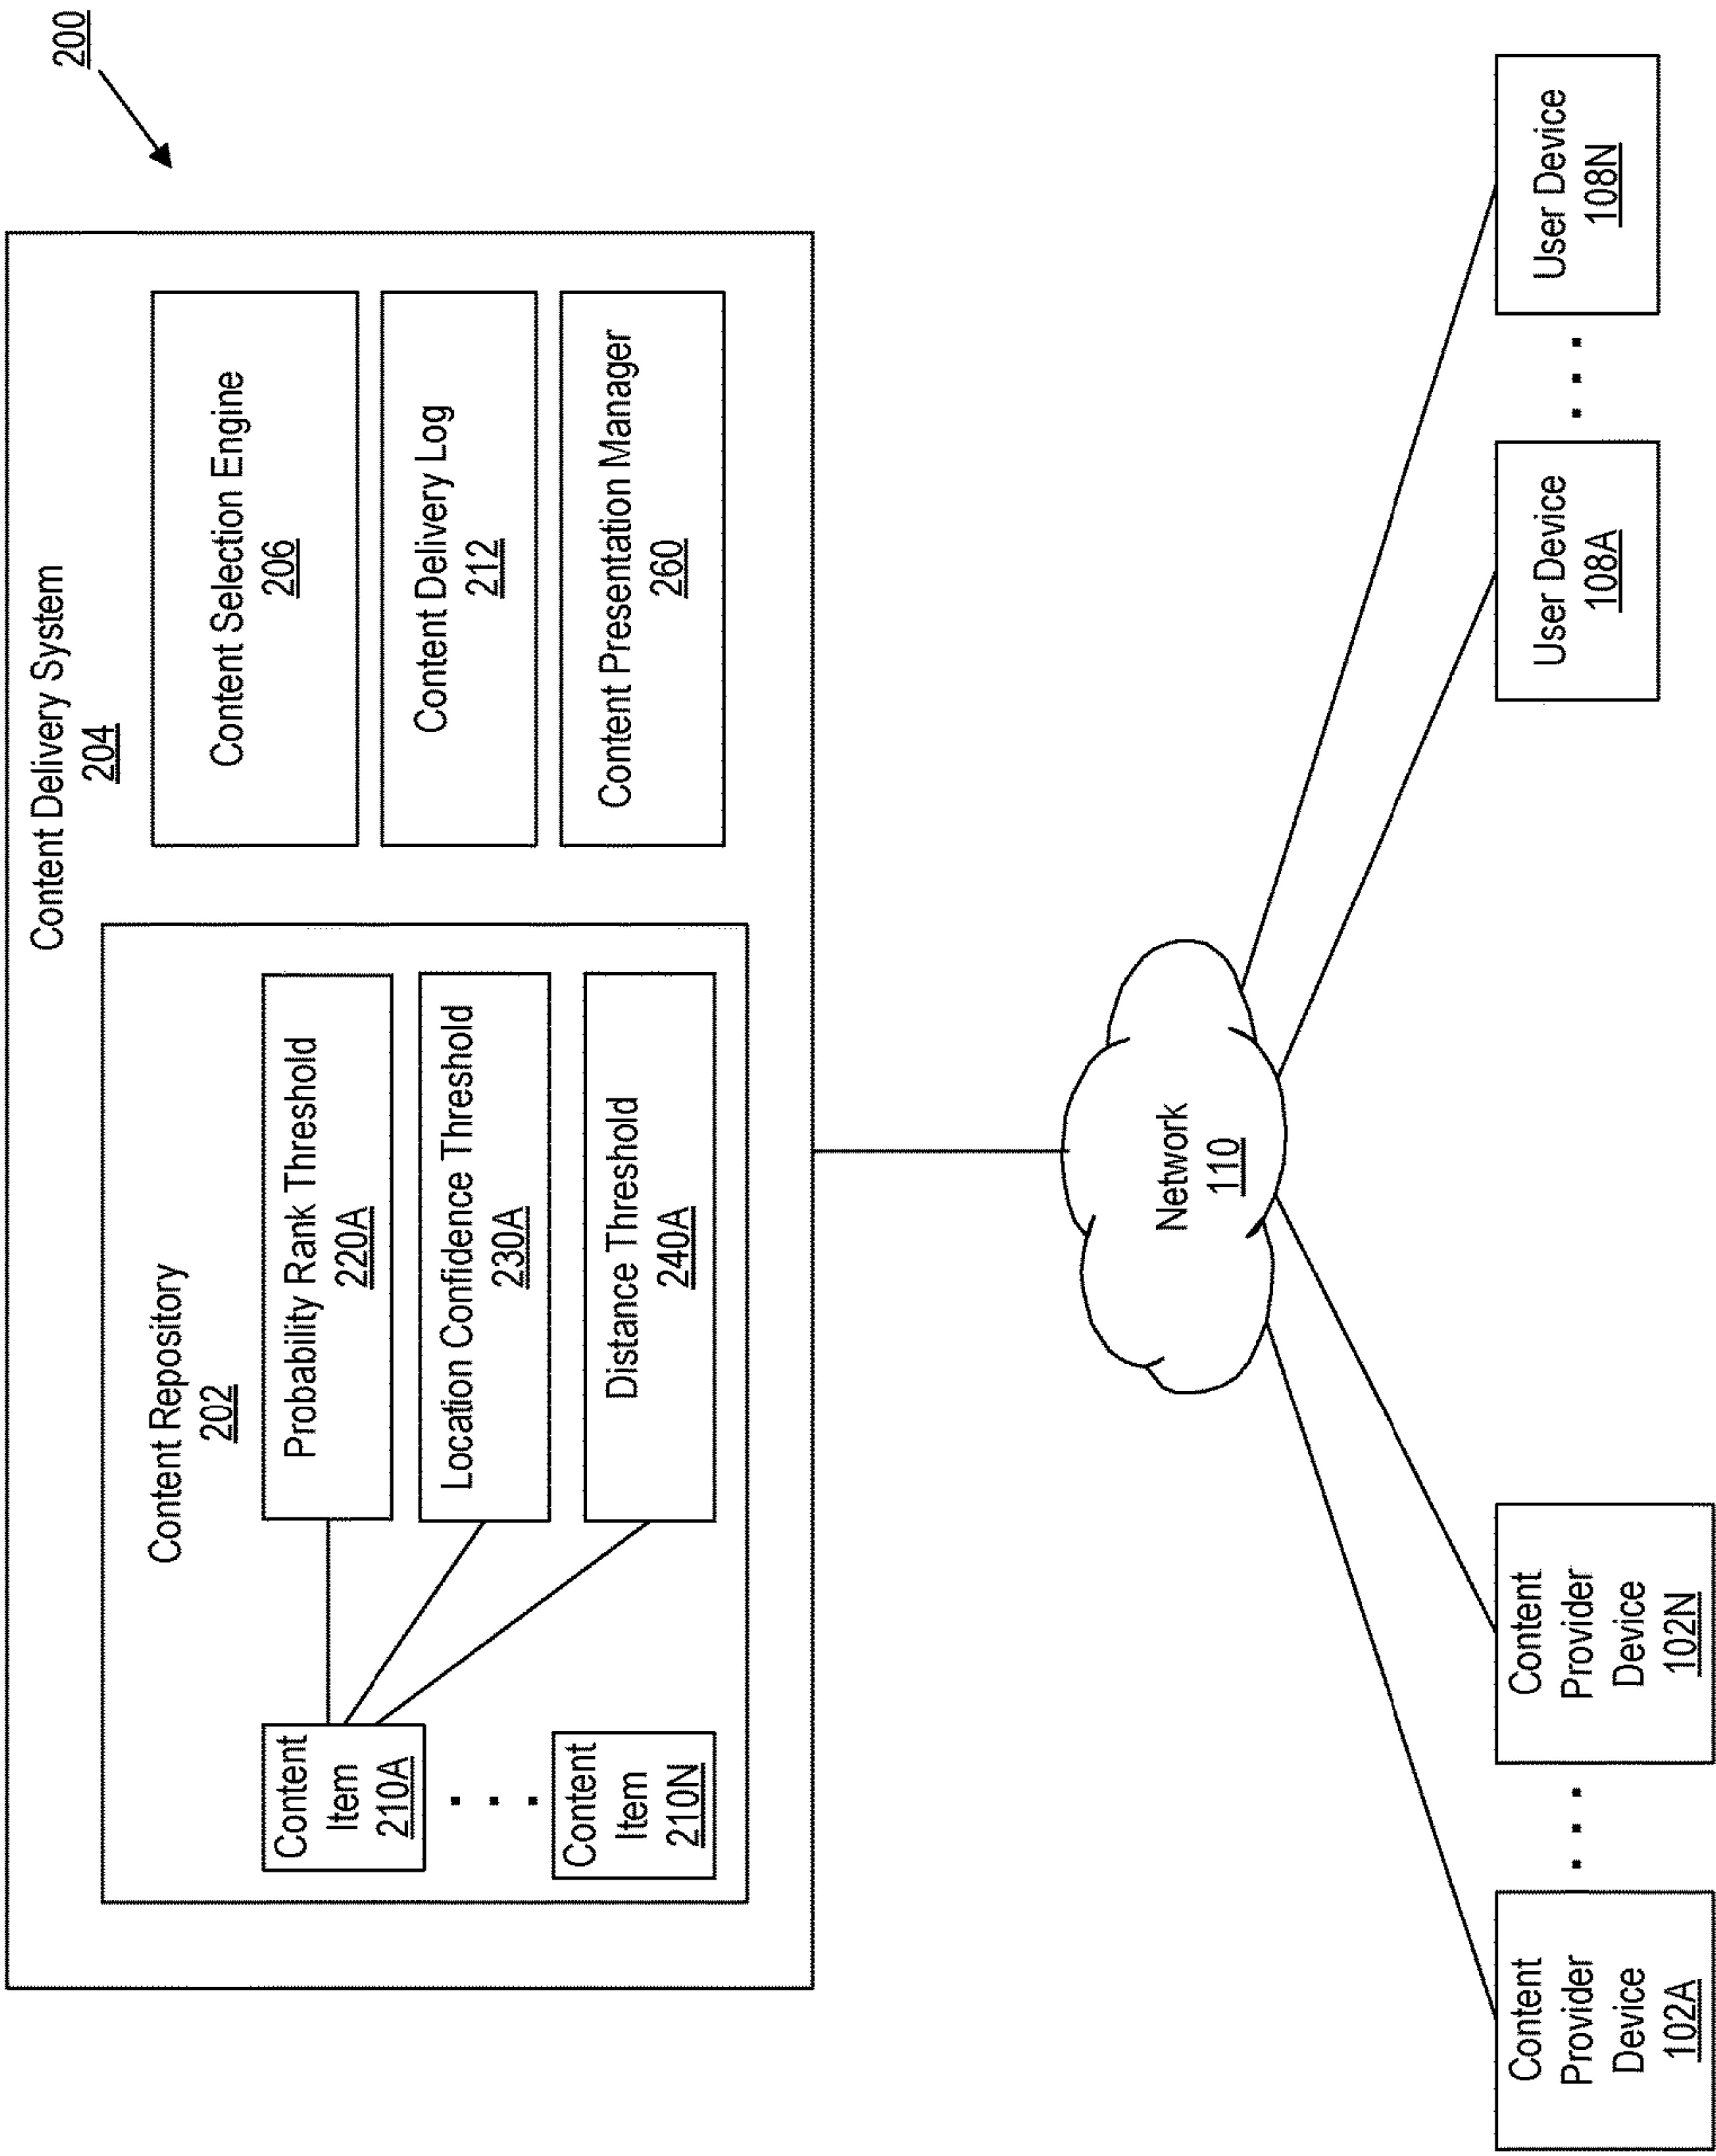 200
Content Delivery System
204
Content Repository
202
Content
Item
210A
Content
Item
210N
Probability Rank Threshold
220A
Location Confidence Threshold
230A
Distance Threshold
240A
Content Selection Engine
206
Content Delivery Log
212
Content Presentation Manager
260
Network
110
Content
Provider
Device
102A
Content
Provider
Device
102N
User Device
108A
User Device
108N